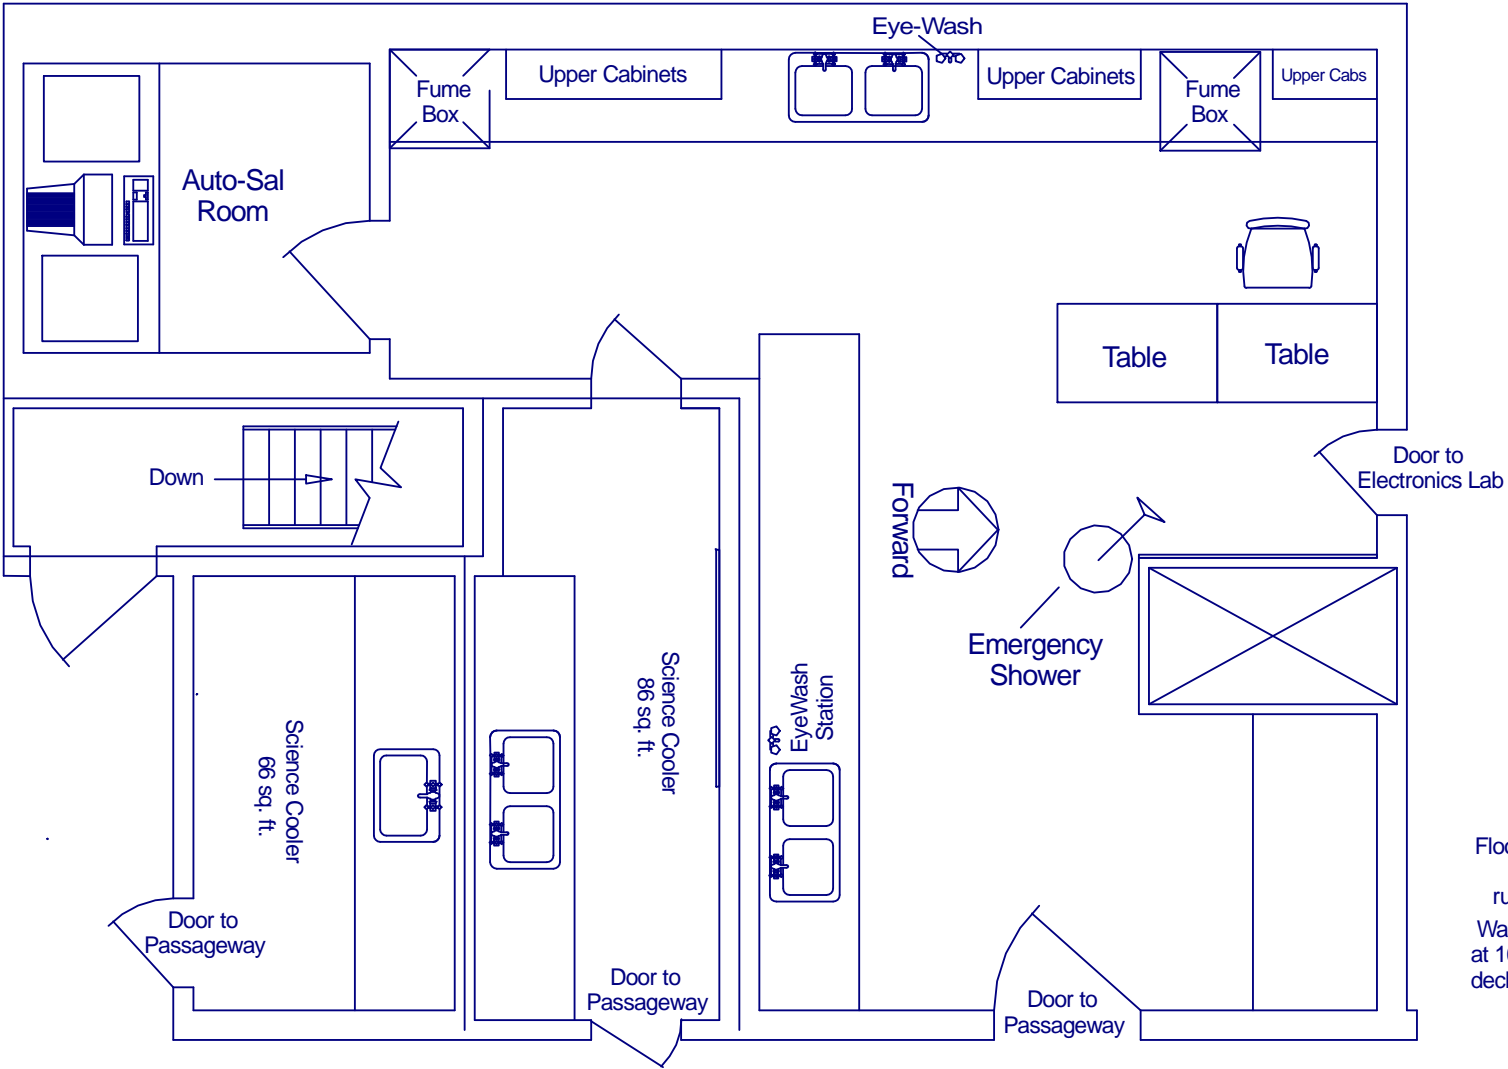 Eye-Wash
Fume
Box
Upper Cabinets
Upper Cabinets
Fume
Box
Upper Cabs
Auto-Sal
Room
Table
Table
Down
Door to
Electronics Lab
Forward
Emergency
Shower
Science Cooler
86 sq. ft.
EyeWash
Station
Science Cooler
66 sq. ft.
Door to
Passageway
Door to
Passageway
Door to
Passageway